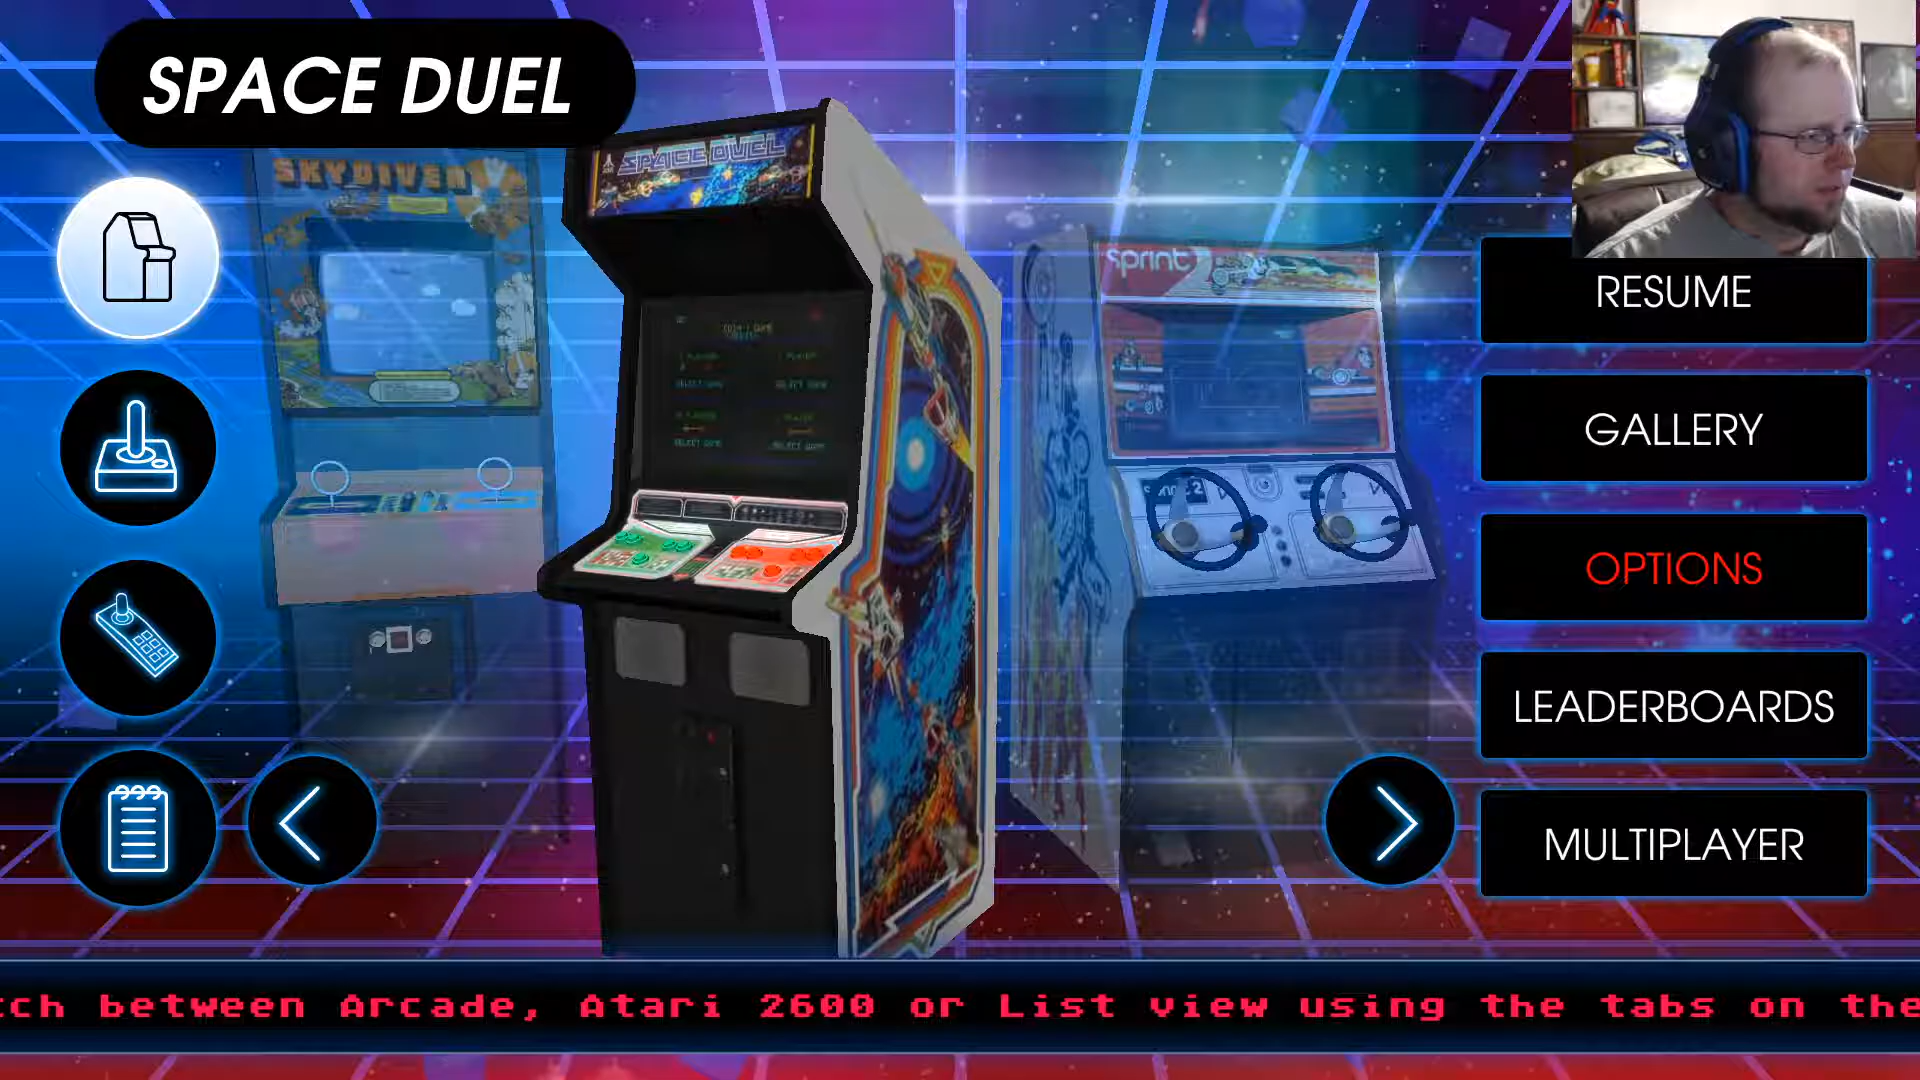 SPACE DUEL
SKYDIVER
SPACE DUEL
sprint 2
RESUME
GALLERY
OPTIONS
LEADERBOARDS
MULTIPLAYER
tch between Arcade, Atari 2600 or List view using the tabs on the